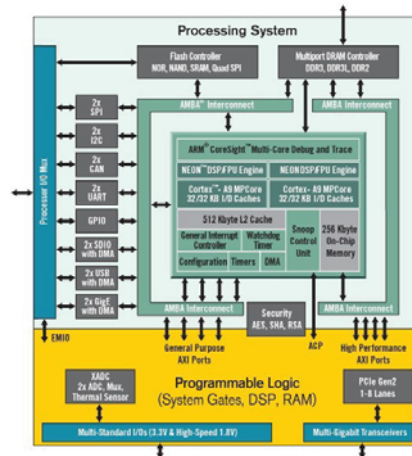 Processing System
Flash Controller
NOR, NAND, SRAM, Quad SPI
Multiport DRAM Controller
DDR3, DDR3L, DDR2
AMBA® Interconnect
AMBA Interconnect
Processor I/O Mux
2x
SPI
2x
I2C
2x
CAN
2x
UART
GPIO
2x SDIO
with DMA
2x USB
with DMA
2x GigE
with DMA
ARM® CoreSight™ Multi-Core Debug and Trace
NEON™ DSP/FPU Engine
NEON DSP/FPU Engine
Cortex™- A9 MPCore
32/32 KB I/D Caches
Cortex- A9 MPCore
32/32 KB I/D Caches
512 Kbyte L2 Cache
General Interrupt
Controller
Watchdog
Timer
Configuration
Timers
DMA
Snoop
Control
Unit
256 Kbyte
On-Chip
Memory
AMBA Interconnect
Security
AES, SHA, RSA
AMBA Interconnect
EMIO
General Purpose
AXI Ports
ACP
High Performance
AXI Ports
XADC
2x ADC, Mux,
Thermal Sensor
Programmable Logic
(System Gates, DSP, RAM)
PCIe Gen2
1-8 Lanes
Multi-Standard I/Os (3.3V & High-Speed 1.8V)
Multi-Gigabit Transceivers